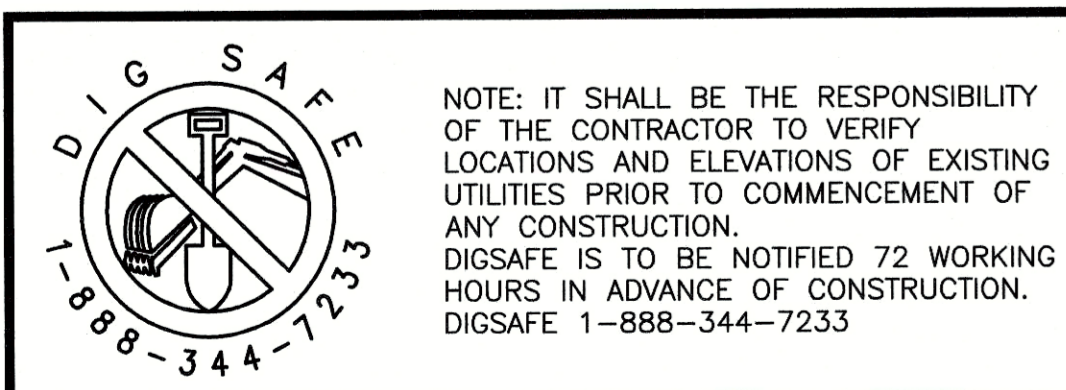 DIG SAFE
1-888-344-7233
NOTE: IT SHALL BE THE RESPONSIBILITY
OF THE CONTRACTOR TO VERIFY
LOCATIONS AND ELEVATIONS OF EXISTING
UTILITIES PRIOR TO COMMENCEMENT OF
ANY CONSTRUCTION.
DIGSAFE IS TO BE NOTIFIED 72 WORKING
HOURS IN ADVANCE OF CONSTRUCTION.
DIGSAFE 1-888-344-7233